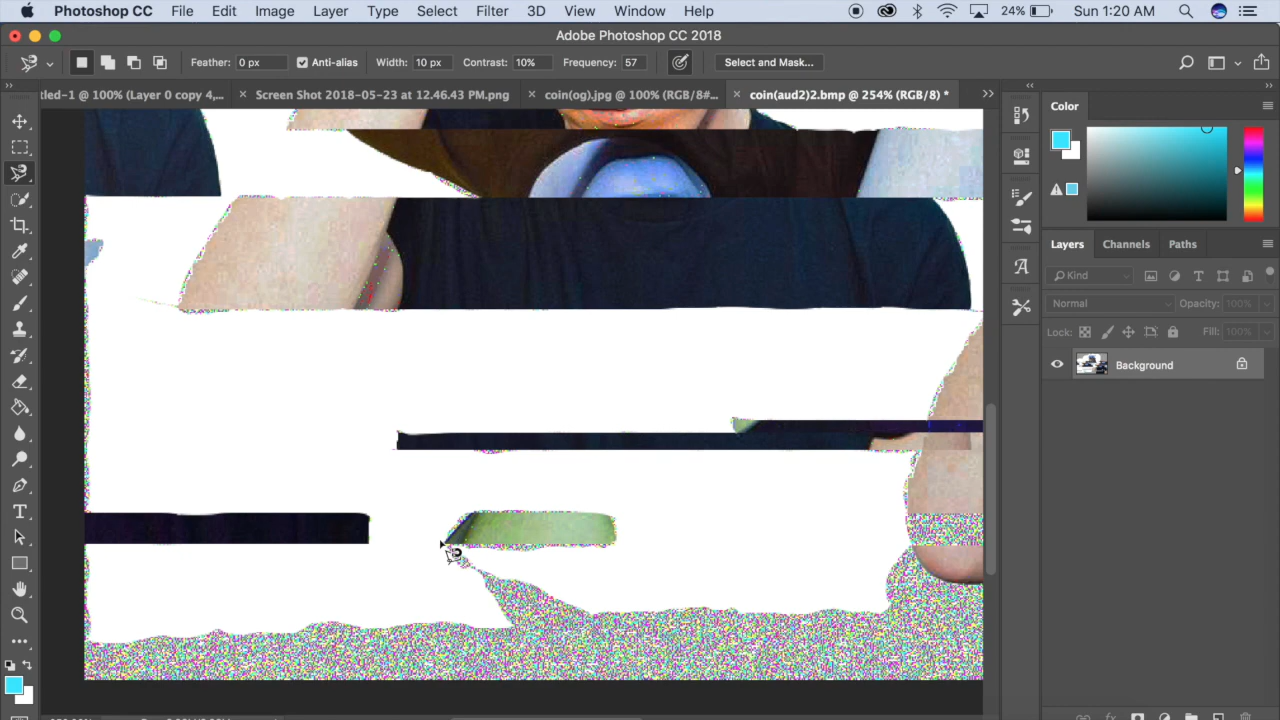 Photoshop CC File Edit Image Layer Type Select Filter 3D View Window Help 24% Sun 1:20 AM
Adobe Photoshop CC 2018
Feather: 0 px Anti-alias Width: 10 px Contrast: 10% Frequency: 57 Select and Mask...
tled-1 @ 100% (Layer 0 copy 4,... Screen Shot 2018-05-23 at 12.46.43 PM.png coin(og).jpg @ 100% (RGB/8#... coin(aud2)2.bmp @ 254% (RGB/8) *
Color
Layers Channels Paths
Kind
Normal Opacity: 100%
Lock: Fill: 100%
Background